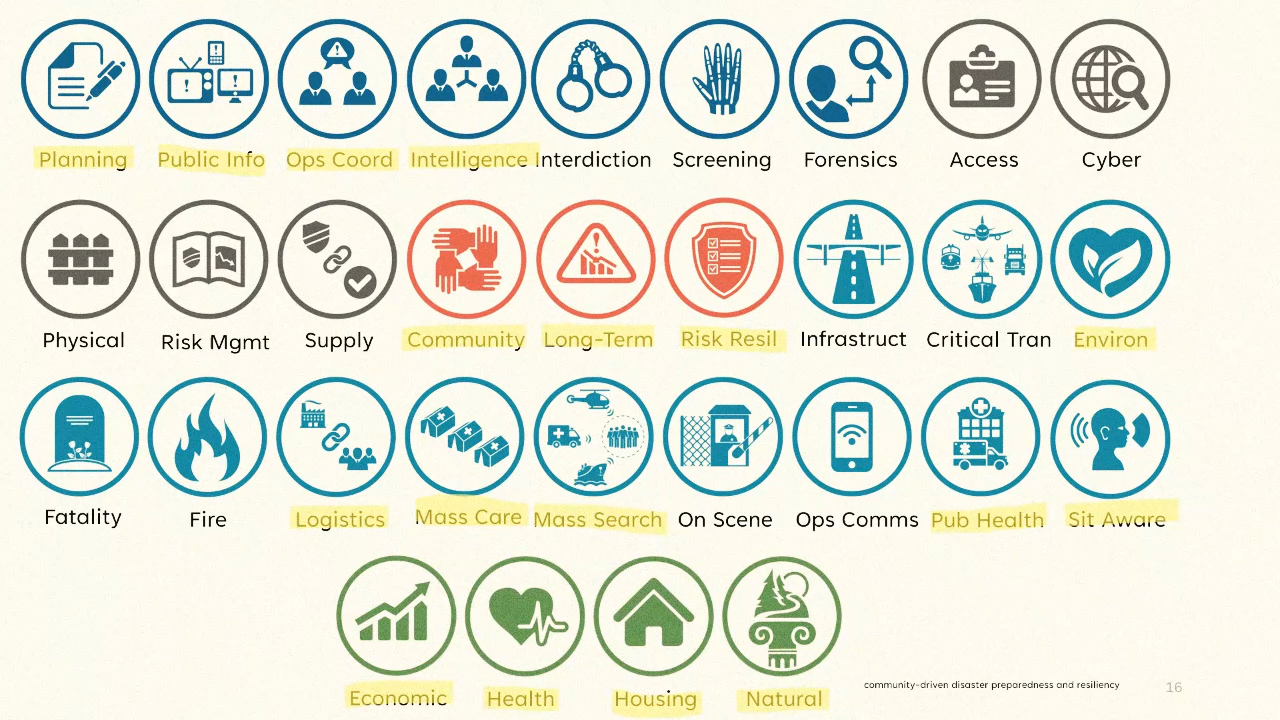 Planning Public Info Ops Coord Intelligence Interdiction Screening Forensics Access Cyber
Physical Risk Mgmt Supply Community Long-Term Risk Resil Infrastruct Critical Tran Environ
Fatality Fire Logistics Mass Care Mass Search On Scene Ops Comms Pub Health Sit Aware
Economic Health Housing Natural
community-driven disaster preparedness and resiliency 16